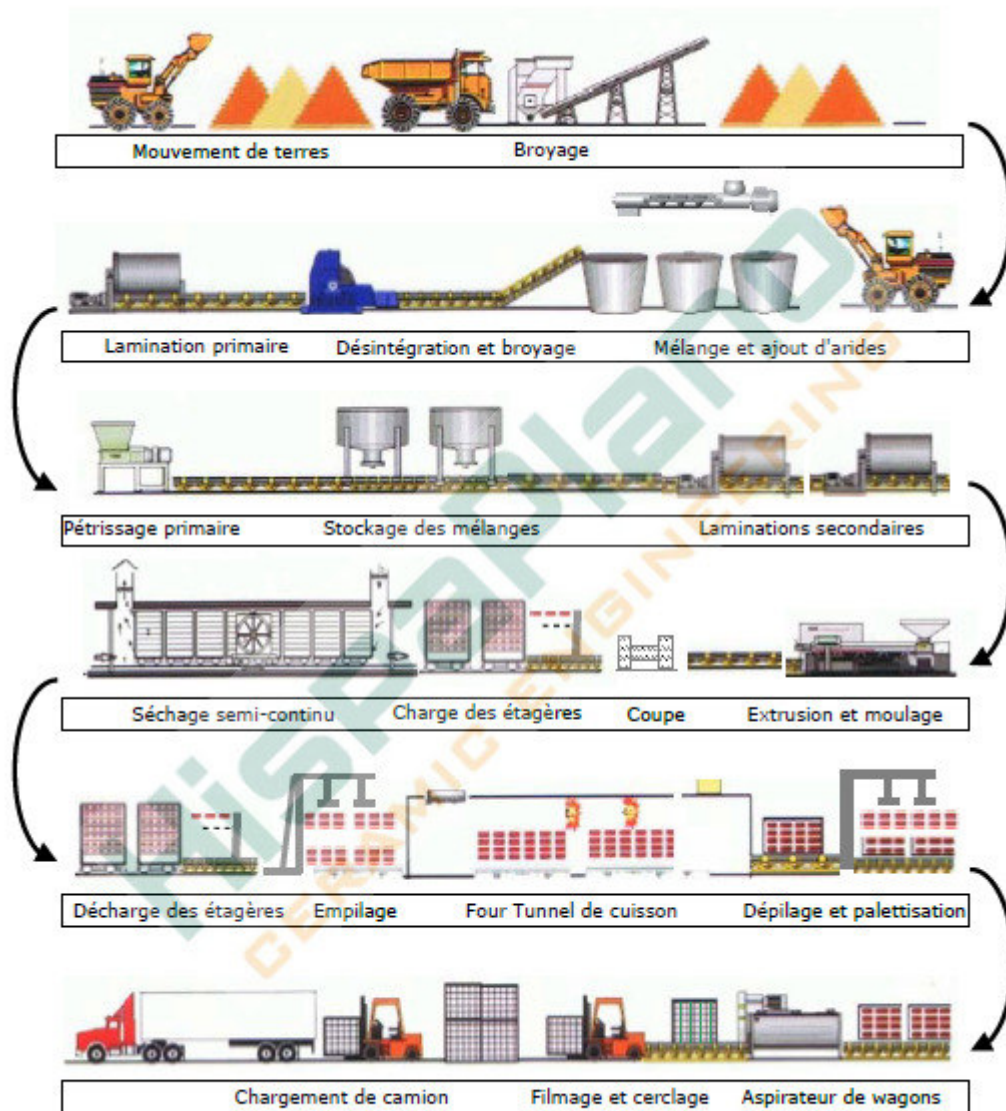 Mouvement de terres Broyage
Lamination primaire Désintégration et broyage Mélange et ajout d'arides
Pétrissage primaire Stockage des mélanges Laminations secondaires
Séchage semi-continu Charge des étagères Coupe Extrusion et moulage
Décharge des étagères Empilage Four Tunnel de cuisson Dépilage et palettisation
Chargement de camion Filmage et cerclage Aspirateur de wagons
Hispaplano
CERAMIC ENGINEERING